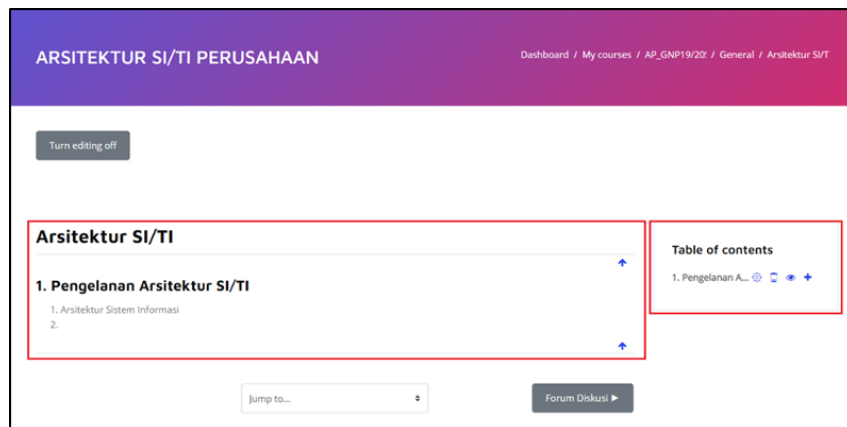 ARSITEKTUR SI/TI PERUSAHAAN
Dashboard / My courses / AP_GNP19/20: / General / Arsitektur SI/T
Turn editing off
Arsitektur SI/TI
1. Pengelanan Arsitektur SI/TI
1. Arsitektur Sistem Informasi
2.
Table of contents
1. Pengelanan A...
Jump to...
Forum Diskusi ►